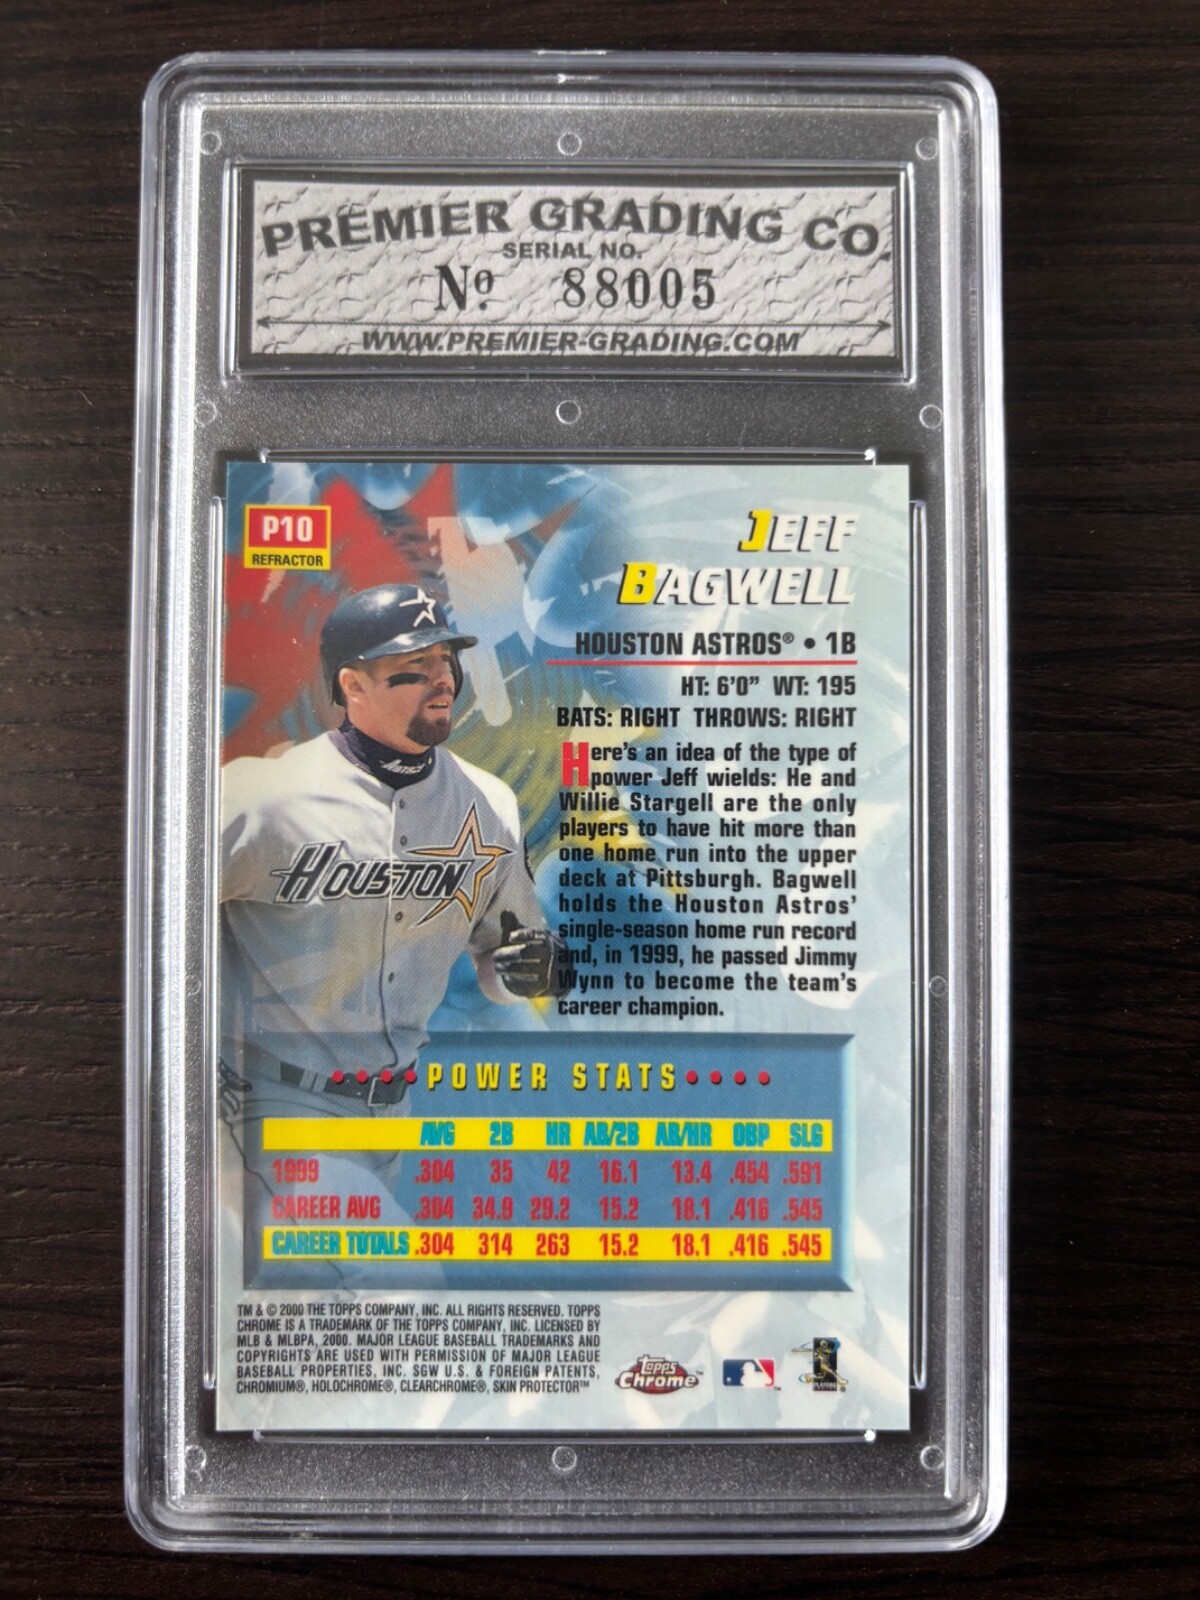 PREMIER GRADING CO.
SERIAL NO.
No 88005
WWW.PREMIER-GRADING.COM
P10
REFRACTOR
JEFF
BAGWELL
HOUSTON ASTROS® • 1B
HT: 6'0" WT: 195
BATS: RIGHT THROWS: RIGHT
Here's an idea of the type of
power Jeff wields: He and
Willie Stargell are the only
players to have hit more than
one home run into the upper
deck at Pittsburgh. Bagwell
holds the Houston Astros'
single-season home run record
and, in 1999, he passed Jimmy
Wynn to become the team's
career champion.
Astros
HOUSTON
••••POWER STATS••••
AVG 2B HR AB/2B AB/HR OBP SLG
1999 .304 35 42 16.1 13.4 .454 .591
CAREER AVG .304 34.9 29.2 15.2 18.1 .416 .545
CAREER TOTALS .304 314 263 15.2 18.1 .416 .545
TM & © 2000 THE TOPPS COMPANY, INC. ALL RIGHTS RESERVED. TOPPS
CHROME IS A TRADEMARK OF THE TOPPS COMPANY, INC. LICENSED BY
MLB & MLBPA, 2000. MAJOR LEAGUE BASEBALL TRADEMARKS AND
COPYRIGHTS ARE USED WITH PERMISSION OF MAJOR LEAGUE
BASEBALL PROPERTIES, INC. SGW U.S. & FOREIGN PATENTS,
CHROMIUM®, HOLOCHROME®, CLEARCHROME®, SKIN PROTECTOR™
Topps
Chrome™
PLAYERS